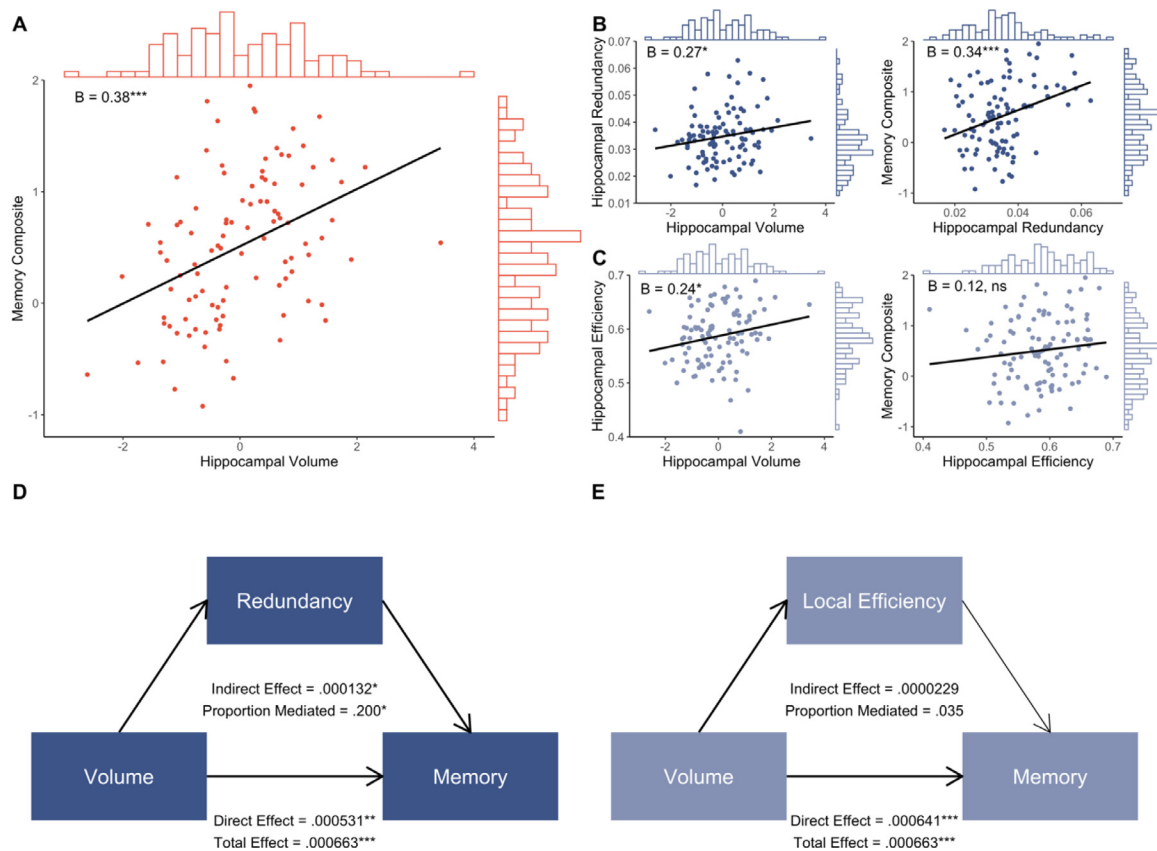 A
B = 0.38***
2
1
0
-1
Memory Composite
-2
0
2
4
Hippocampal Volume
B
B = 0.27*
0.07
0.06
0.05
0.04
0.03
0.02
0.01
Hippocampal Redundancy
-2
0
2
4
Hippocampal Volume
B = 0.34***
2
1
0
-1
Memory Composite
0.02
0.04
0.06
Hippocampal Redundancy
C
B = 0.24*
0.7
0.6
0.5
0.4
Hippocampal Efficiency
-2
0
2
4
Hippocampal Volume
B = 0.12, ns
2
1
0
-1
Memory Composite
0.4
0.5
0.6
0.7
Hippocampal Efficiency
D
Redundancy
Indirect Effect = .000132*
Proportion Mediated = .200*
Volume
Memory
Direct Effect = .000531**
Total Effect = .000663***
E
Local Efficiency
Indirect Effect = .0000229
Proportion Mediated = .035
Volume
Memory
Direct Effect = .000641***
Total Effect = .000663***